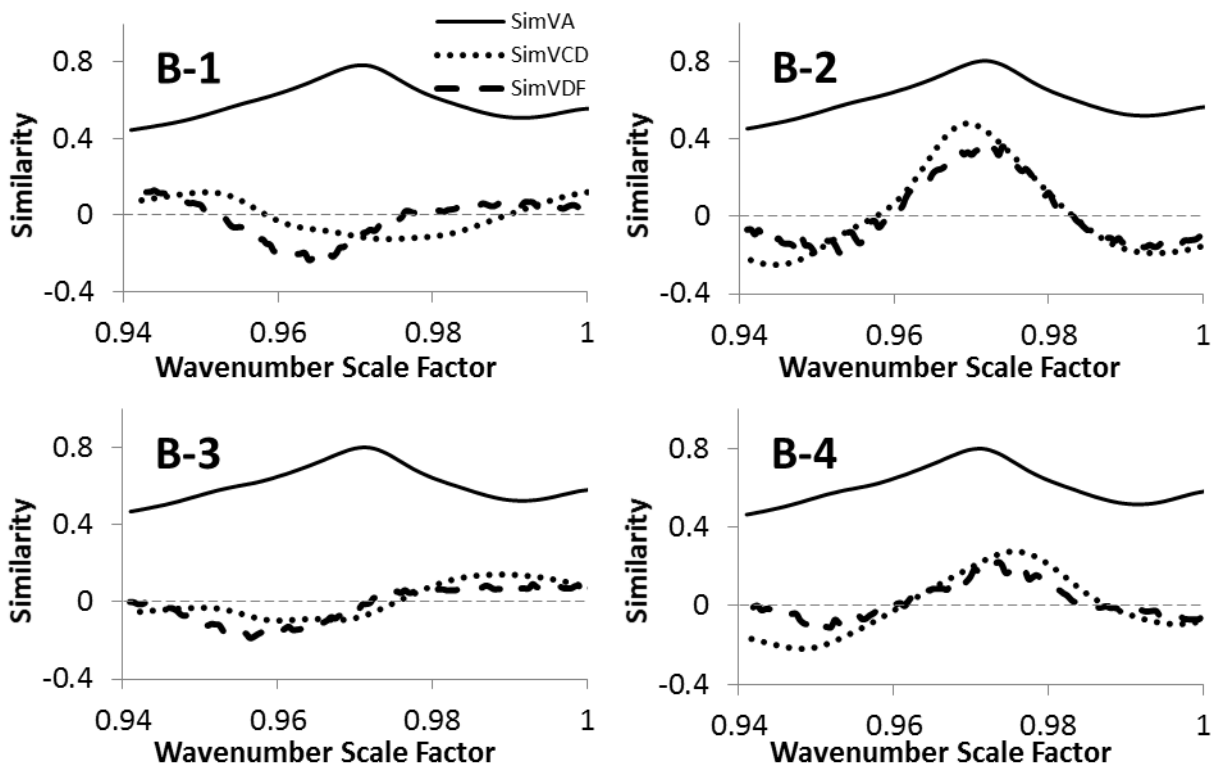 B-1
SimVA
SimVCD
SimVDF
Similarity
0.8
0.4
0
-0.4
0.94 0.96 0.98 1
Wavenumber Scale Factor
B-2
Similarity
0.8
0.4
0
-0.4
0.94 0.96 0.98 1
Wavenumber Scale Factor
B-3
Similarity
0.8
0.4
0
-0.4
0.94 0.96 0.98 1
Wavenumber Scale Factor
B-4
Similarity
0.8
0.4
0
-0.4
0.94 0.96 0.98 1
Wavenumber Scale Factor